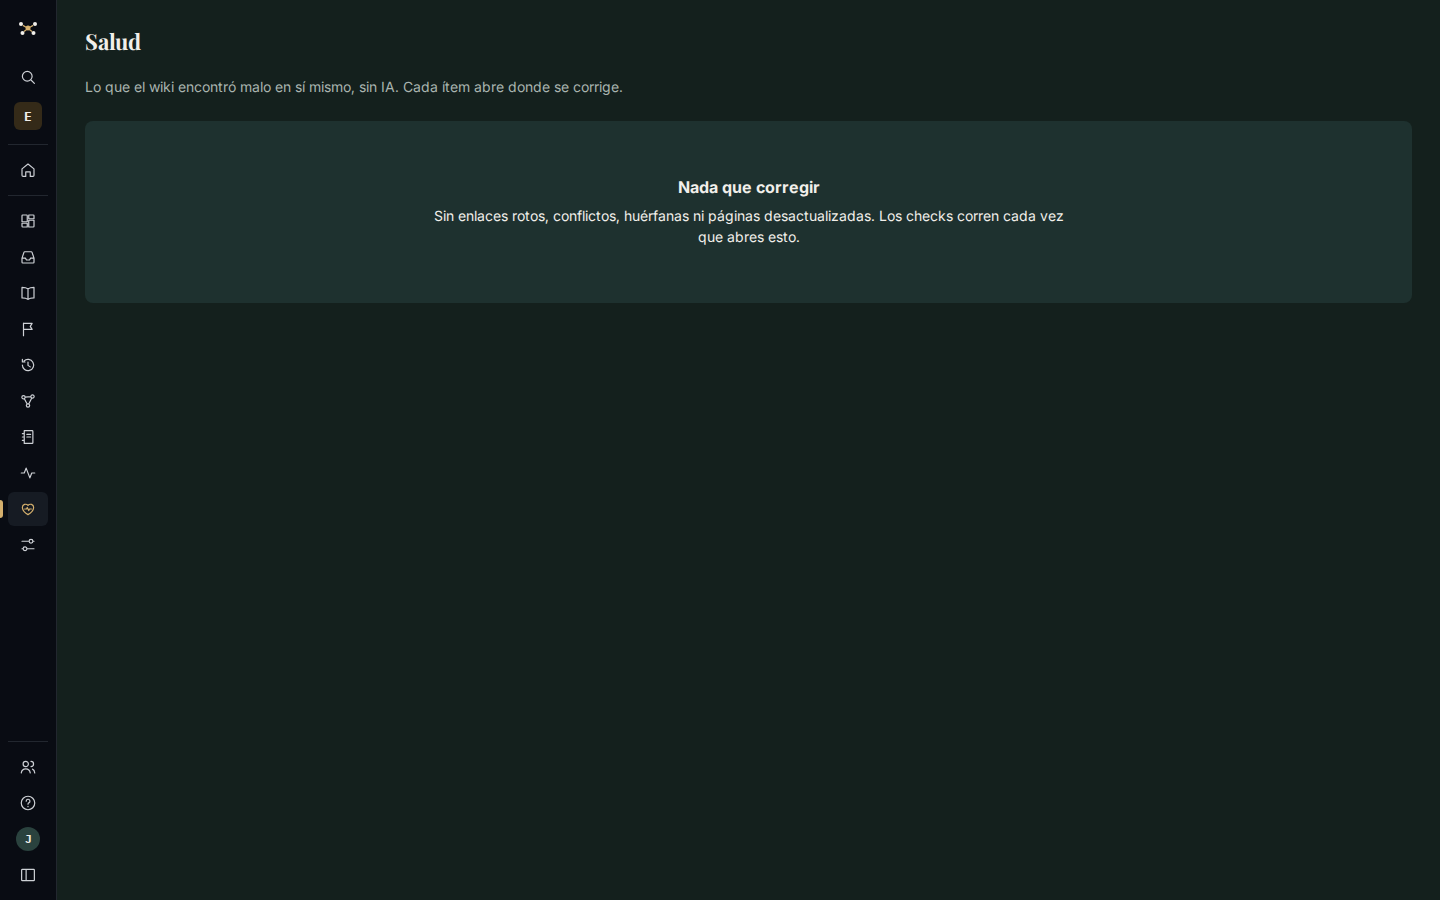 Salud
Lo que el wiki encontró malo en sí mismo, sin IA. Cada ítem abre donde se corrige.
E
Nada que corregir
Sin enlaces rotos, conflictos, huérfanas ni páginas desactualizadas. Los checks corren cada vez
que abres esto.
J